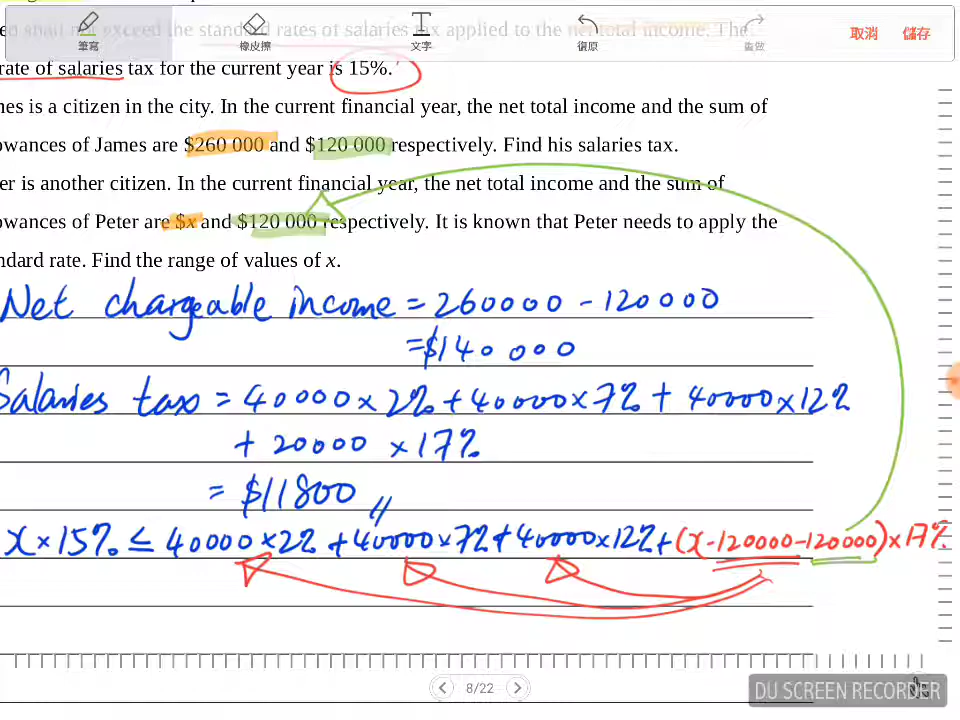 筆寫 橡皮擦 文字 復原 重做 取消 儲存
shall not exceed the standard rates of salaries tax applied to the net total income. The
rate of salaries tax for the current year is 15%.
mes is a citizen in the city. In the current financial year, the net total income and the sum of
owances of James are $260 000 and $120 000 respectively. Find his salaries tax.
er is another citizen. In the current financial year, the net total income and the sum of
owances of Peter are $x and $120 000 respectively. It is known that Peter needs to apply the
ndard rate. Find the range of values of x.
Net chargeable income = 260000 - 120000
= $140000
Salaries tax = 40000 × 2% + 40000 × 7% + 40000 × 12%
+ 20000 × 17%
= $11800 //
x × 15% ≤ 40000 × 2% + 40000 × 7% + 40000 × 12% + (x - 120000 - 120000) × 17%
8/22
DU SCREEN RECORDER